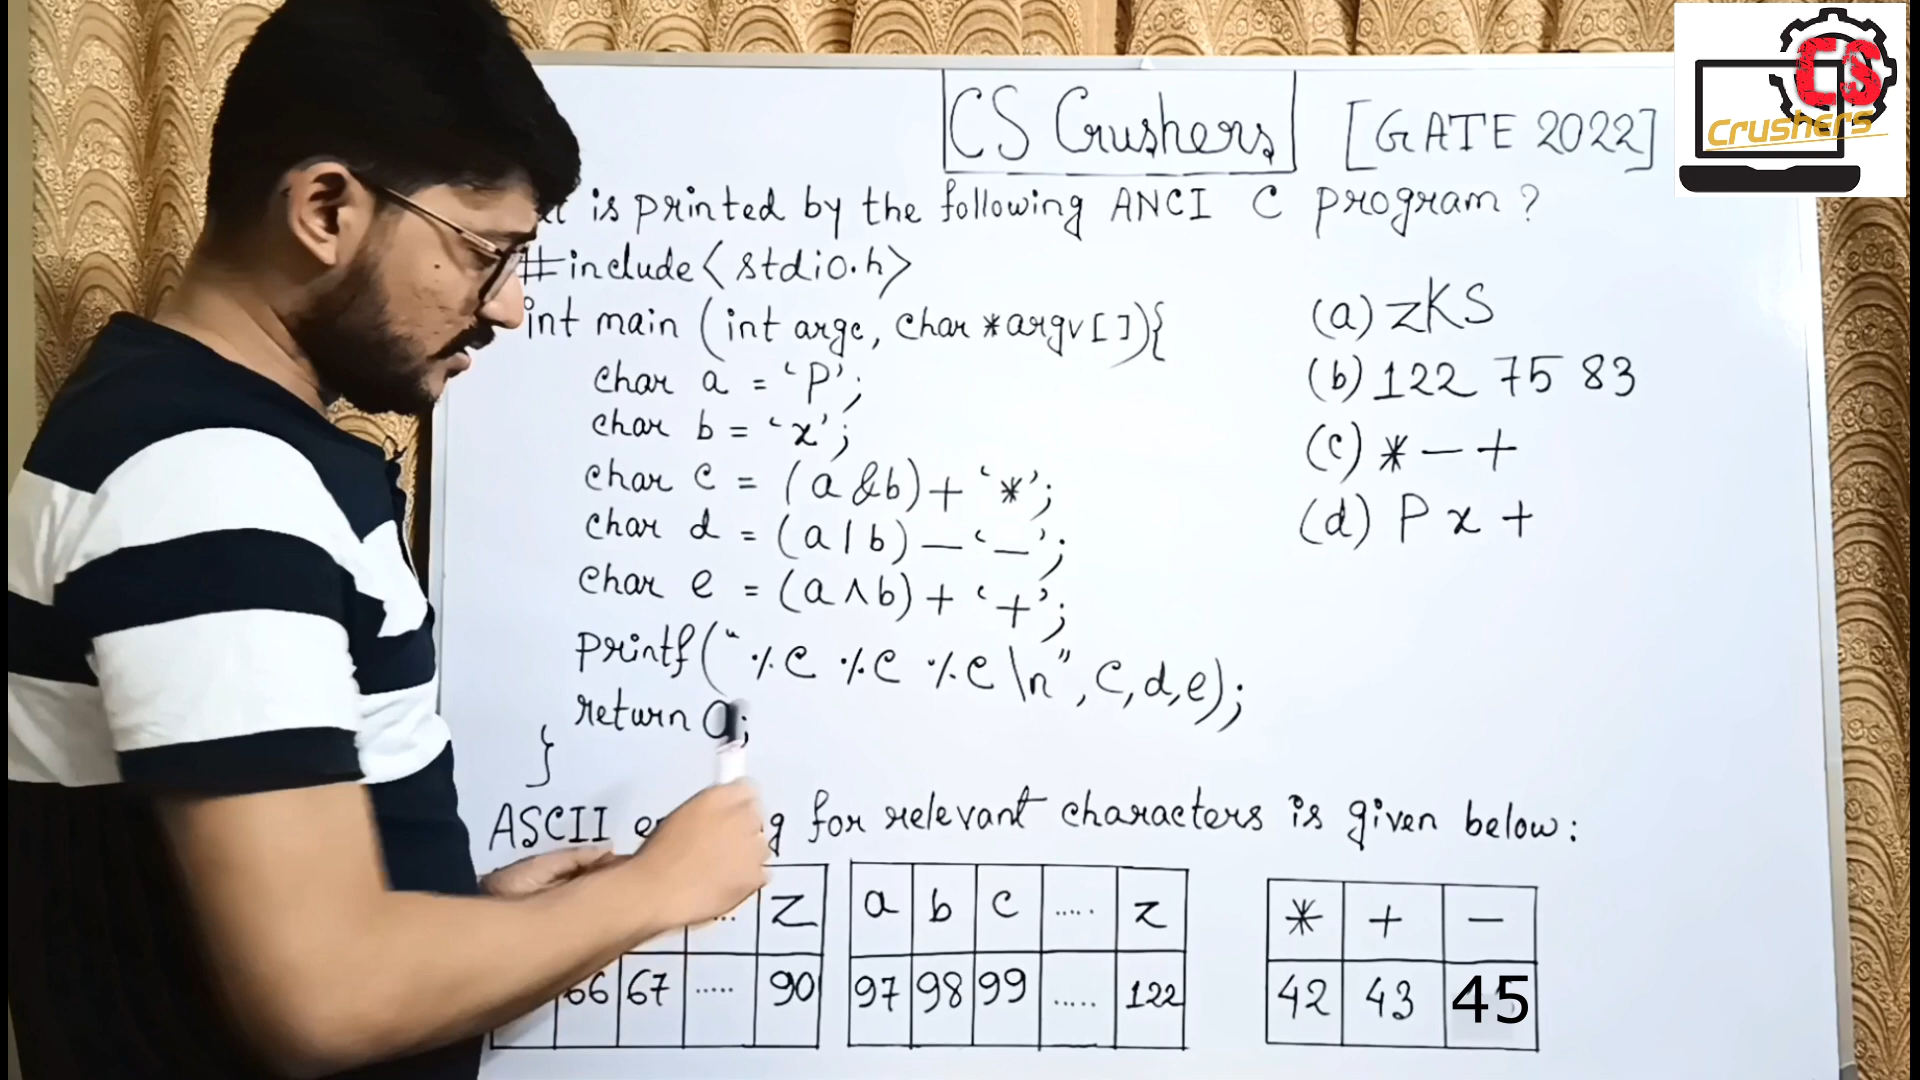 CS Crushers [GATE 2022]
CS
Crushers
is printed by the following ANCI C program?
#include<stdio.h>
int main (int argc, char *argv[]){
char a = 'P';
char b = 'x';
char c = (a &b)+ '*';
char d = (a|b) – '–';
char e = (a∧b) + '+';
printf("%c %c %c\n", c,d,e);
return 0;
}
(a) zKS
(b) 122 75 83
(c) * – +
(d) P x +
ASCII for relevant characters is given below:
..... Z
66 67 ..... 90
a b c ..... z
97 98 99 ..... 122
* + –
42 43 45